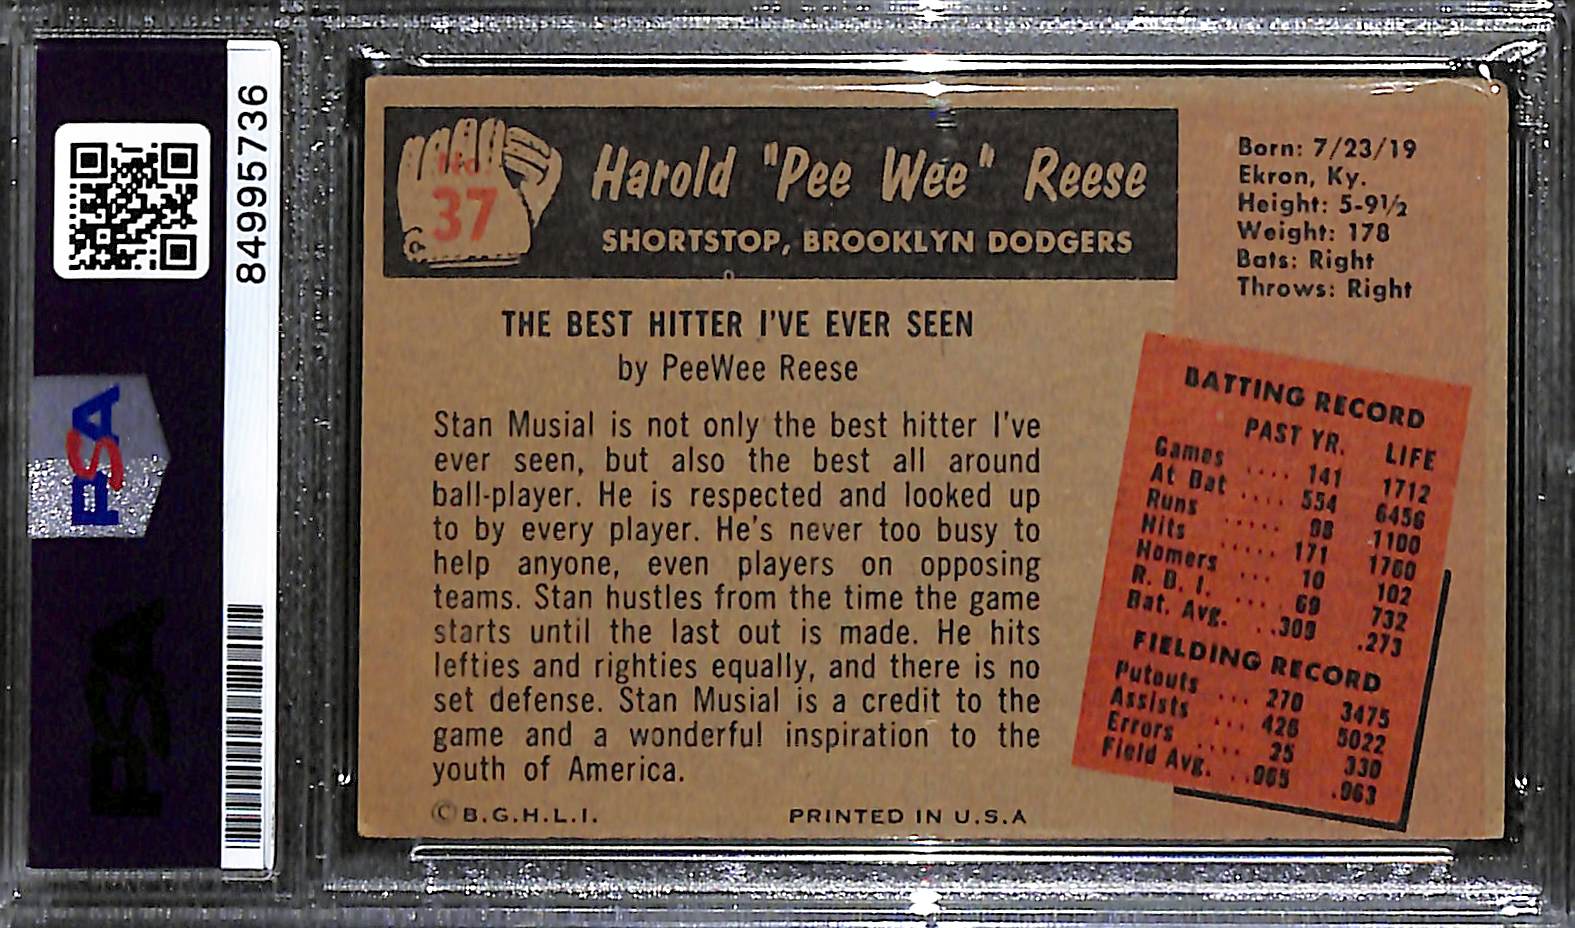 PSA
84995736
PSA
No.
37
Harold "Pee Wee" Reese
SHORTSTOP, BROOKLYN DODGERS
Born: 7/23/19
Ekron, Ky.
Height: 5-9½
Weight: 178
Bats: Right
Throws: Right
THE BEST HITTER I'VE EVER SEEN
by PeeWee Reese
Stan Musial is not only the best hitter I've
ever seen, but also the best all around
ball-player. He is respected and looked up
to by every player. He's never too busy to
help anyone, even players on opposing
teams. Stan hustles from the time the game
starts until the last out is made. He hits
lefties and righties equally, and there is no
set defense. Stan Musial is a credit to the
game and a wonderful inspiration to the
youth of America.
© B.G.H.L.I. PRINTED IN U.S.A
BATTING RECORD
PAST YR. LIFE
Games .... 141 1712
At Bat .... 554 6456
Runs ..... 98 1100
Hits ..... 171 1760
Homers ... 10 102
R. B. I. .... 69 732
Bat. Avg. ...309 .273
FIELDING RECORD
Putouts ... 270 3475
Assists ... 426 5022
Errors .... 25 330
Field Avg. ...965 .963